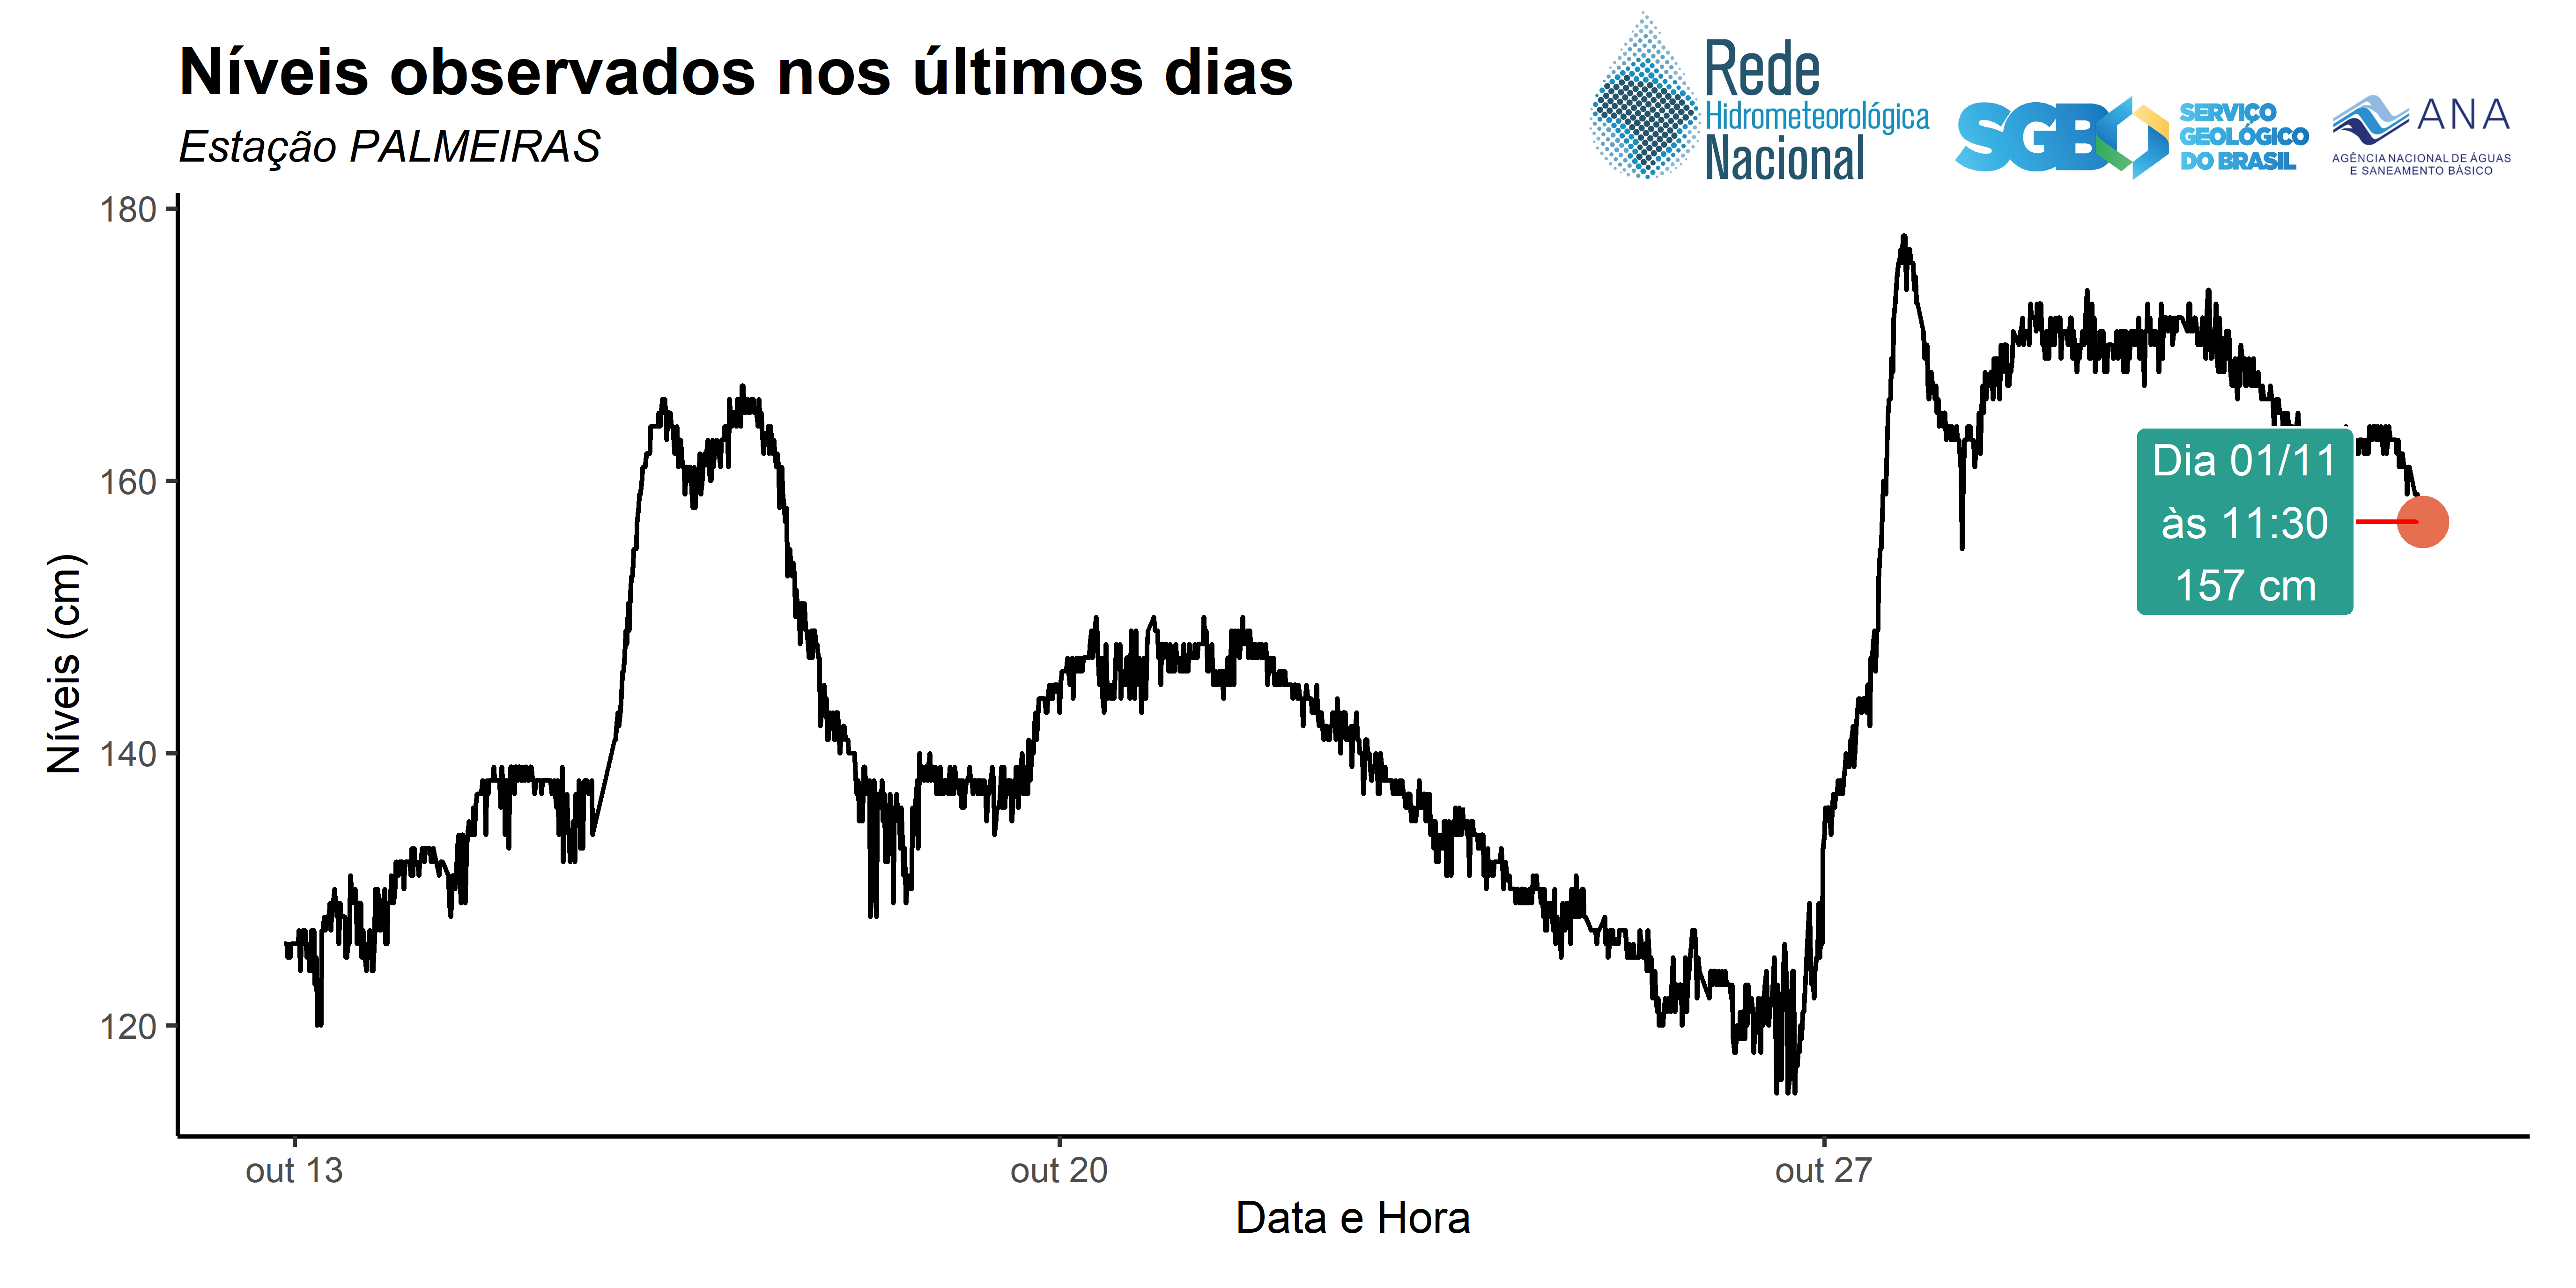 Níveis observados nos últimos dias
Estação PALMEIRAS
Rede
Hidrometeorológica
Nacional
SGB
SERVIÇO
GEOLÓGICO
DO BRASIL
ANA
AGÊNCIA NACIONAL DE ÁGUAS
E SANEAMENTO BÁSICO
180
160
140
120
Níveis (cm)
Dia 01/11
às 11:30
157 cm
out 13
out 20
out 27
Data e Hora